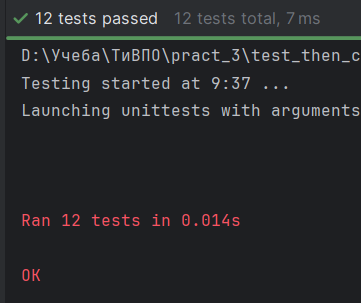 12 tests passed 12 tests total, 7 ms
D:\Учеба\ТиВПО\pract_3\test_then_c
Testing started at 9:37 ...
Launching unittests with arguments
Ran 12 tests in 0.014s
OK